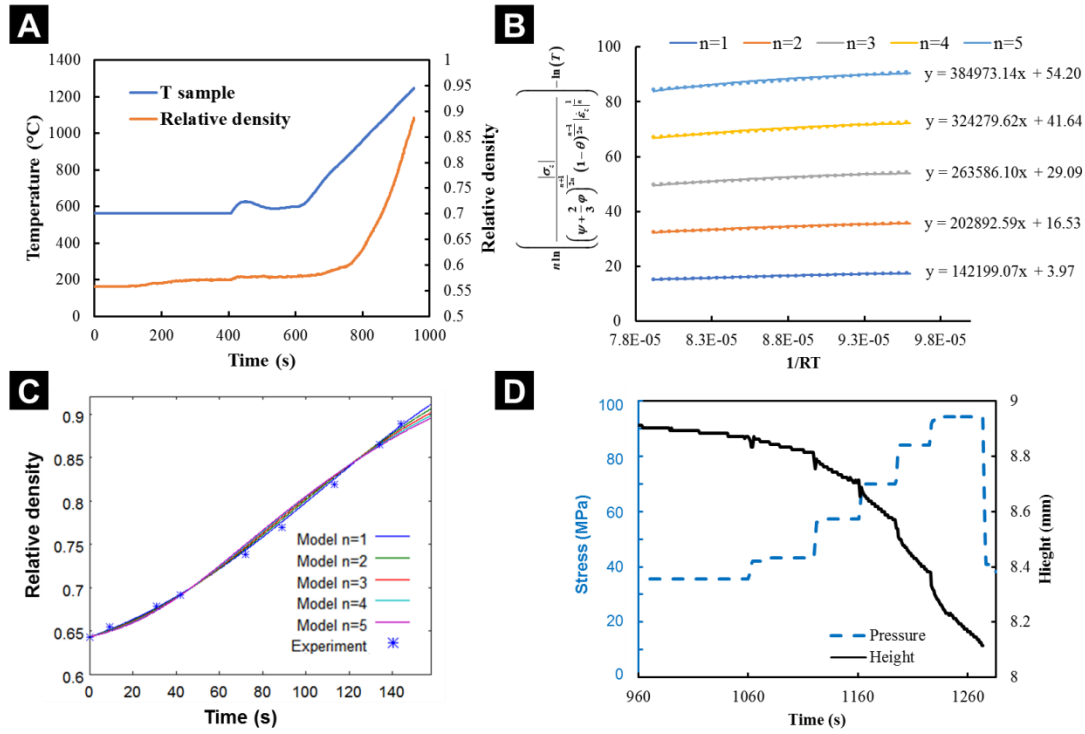 A
Temperature (°C)
1400
1200
1000
800
600
400
200
0
T sample
Relative density
1
0.95
0.9
0.85
0.8
0.75
0.7
0.65
0.6
0.55
0.5
Relative density
0 200 400 600 800 1000
Time (s)
B
n=1 n=2 n=3 n=4 n=5
100
80
60
40
20
0
y = 384973.14x + 54.20
y = 324279.62x + 41.64
y = 263586.10x + 29.09
y = 202892.59x + 16.53
y = 142199.07x + 3.97
7.8E-05 8.3E-05 8.8E-05 9.3E-05 9.8E-05
1/RT
C
Relative density
0.9
0.85
0.8
0.75
0.7
0.65
0.6
Model n=1
Model n=2
Model n=3
Model n=4
Model n=5
Experiment
0 20 40 60 80 100 120 140
Time (s)
D
Stress (MPa)
100
80
60
40
20
0
9
8.8
8.6
8.4
8.2
8
Hieght (mm)
Pressure
Height
960 1060 1160 1260
Time (s)